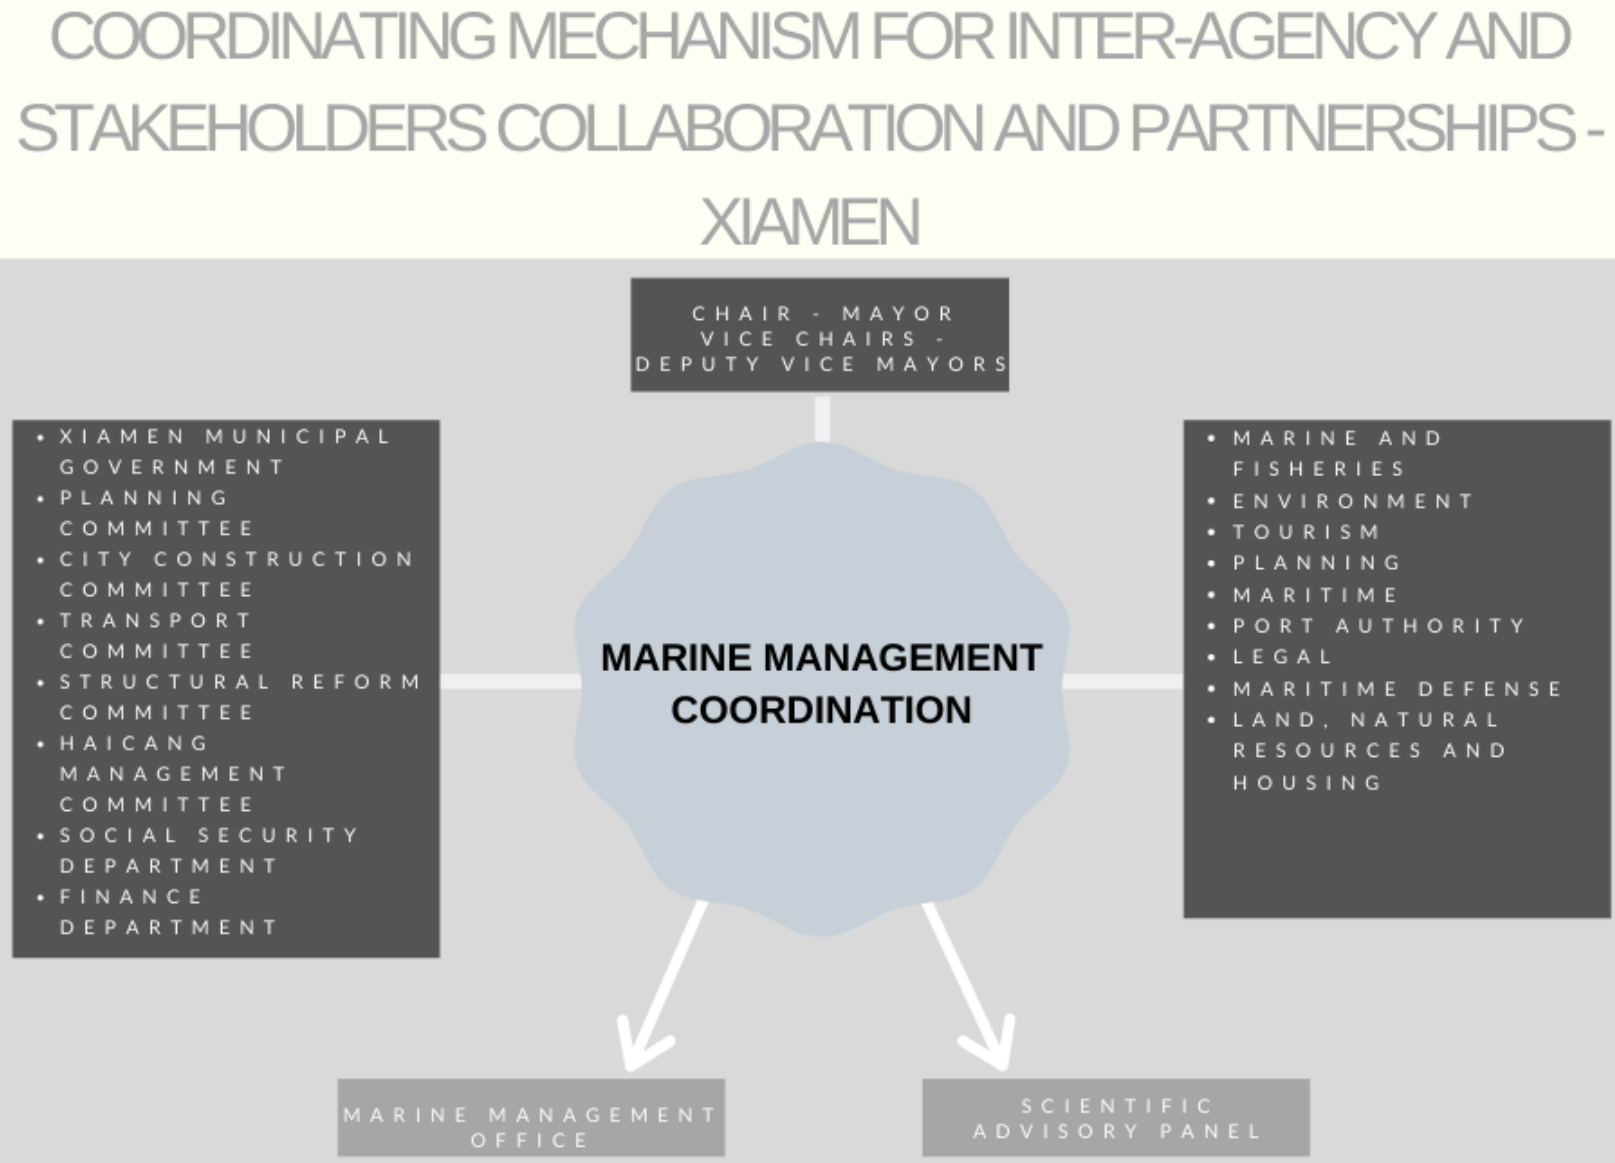 COORDINATING MECHANISM FOR INTER-AGENCY AND
STAKEHOLDERS COLLABORATION AND PARTNERSHIPS -
XIAMEN
CHAIR - MAYOR
VICE CHAIRS -
DEPUTY VICE MAYORS
• XIAMEN MUNICIPAL
GOVERNMENT
• PLANNING
COMMITTEE
• CITY CONSTRUCTION
COMMITTEE
• TRANSPORT
COMMITTEE
• STRUCTURAL REFORM
COMMITTEE
• HAICANG
MANAGEMENT
COMMITTEE
• SOCIAL SECURITY
DEPARTMENT
• FINANCE
DEPARTMENT
MARINE MANAGEMENT
COORDINATION
• MARINE AND
FISHERIES
• ENVIRONMENT
• TOURISM
• PLANNING
• MARITIME
• PORT AUTHORITY
• LEGAL
• MARITIME DEFENSE
• LAND, NATURAL
RESOURCES AND
HOUSING
MARINE MANAGEMENT
OFFICE
SCIENTIFIC
ADVISORY PANEL